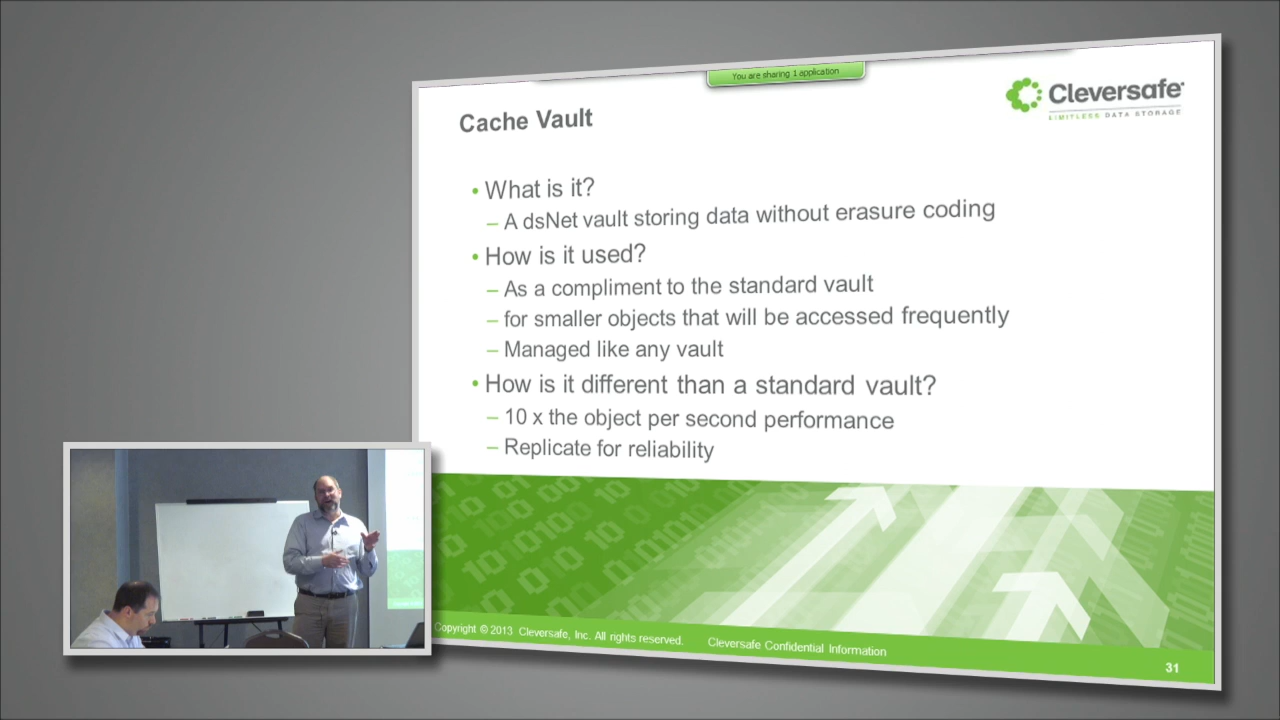 You are sharing 1 application
Cleversafe
LIMITLESS DATA STORAGE
Cache Vault
• What is it?
– A dsNet vault storing data without erasure coding
• How is it used?
– As a compliment to the standard vault
– for smaller objects that will be accessed frequently
– Managed like any vault
• How is it different than a standard vault?
– 10 x the object per second performance
– Replicate for reliability
Copyright © 2013 Cleversafe, Inc. All rights reserved. Cleversafe Confidential Information
31